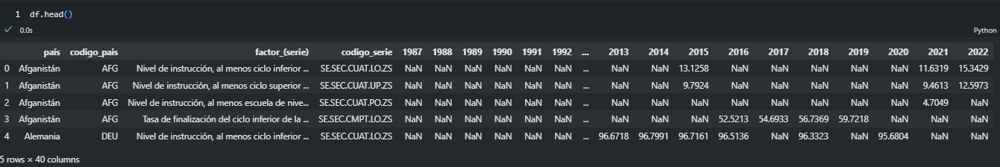 1 df.head()
0.0s Python
país codigo_pais factor_(serie) codigo_serie 1987 1988 1989 1990 1991 1992 ... 2013 2014 2015 2016 2017 2018 2019 2020 2021 2022
0 Afganistán AFG Nivel de instrucción, al menos ciclo inferior ... SE.SEC.CUAT.LO.ZS NaN NaN NaN NaN NaN NaN ... NaN NaN 13.1258 NaN NaN NaN NaN NaN 11.6319 15.3429
1 Afganistán AFG Nivel de instrucción, al menos ciclo superior ... SE.SEC.CUAT.UP.ZS NaN NaN NaN NaN NaN NaN ... NaN NaN 9.7924 NaN NaN NaN NaN NaN 9.4613 12.5973
2 Afganistán AFG Nivel de instrucción, al menos escuela de nive... SE.SEC.CUAT.PO.ZS NaN NaN NaN NaN NaN NaN ... NaN NaN NaN NaN NaN NaN NaN NaN 4.7049 NaN
3 Afganistán AFG Tasa de finalización del ciclo inferior de la ... SE.SEC.CMPT.LO.ZS NaN NaN NaN NaN NaN NaN ... NaN NaN NaN 52.5213 54.6933 56.7369 59.7218 NaN NaN NaN
4 Alemania DEU Nivel de instrucción, al menos ciclo inferior ... SE.SEC.CUAT.LO.ZS NaN NaN NaN NaN NaN NaN ... 96.6718 96.7991 96.7161 96.5136 NaN 96.3323 NaN 95.6804 NaN NaN
5 rows × 40 columns